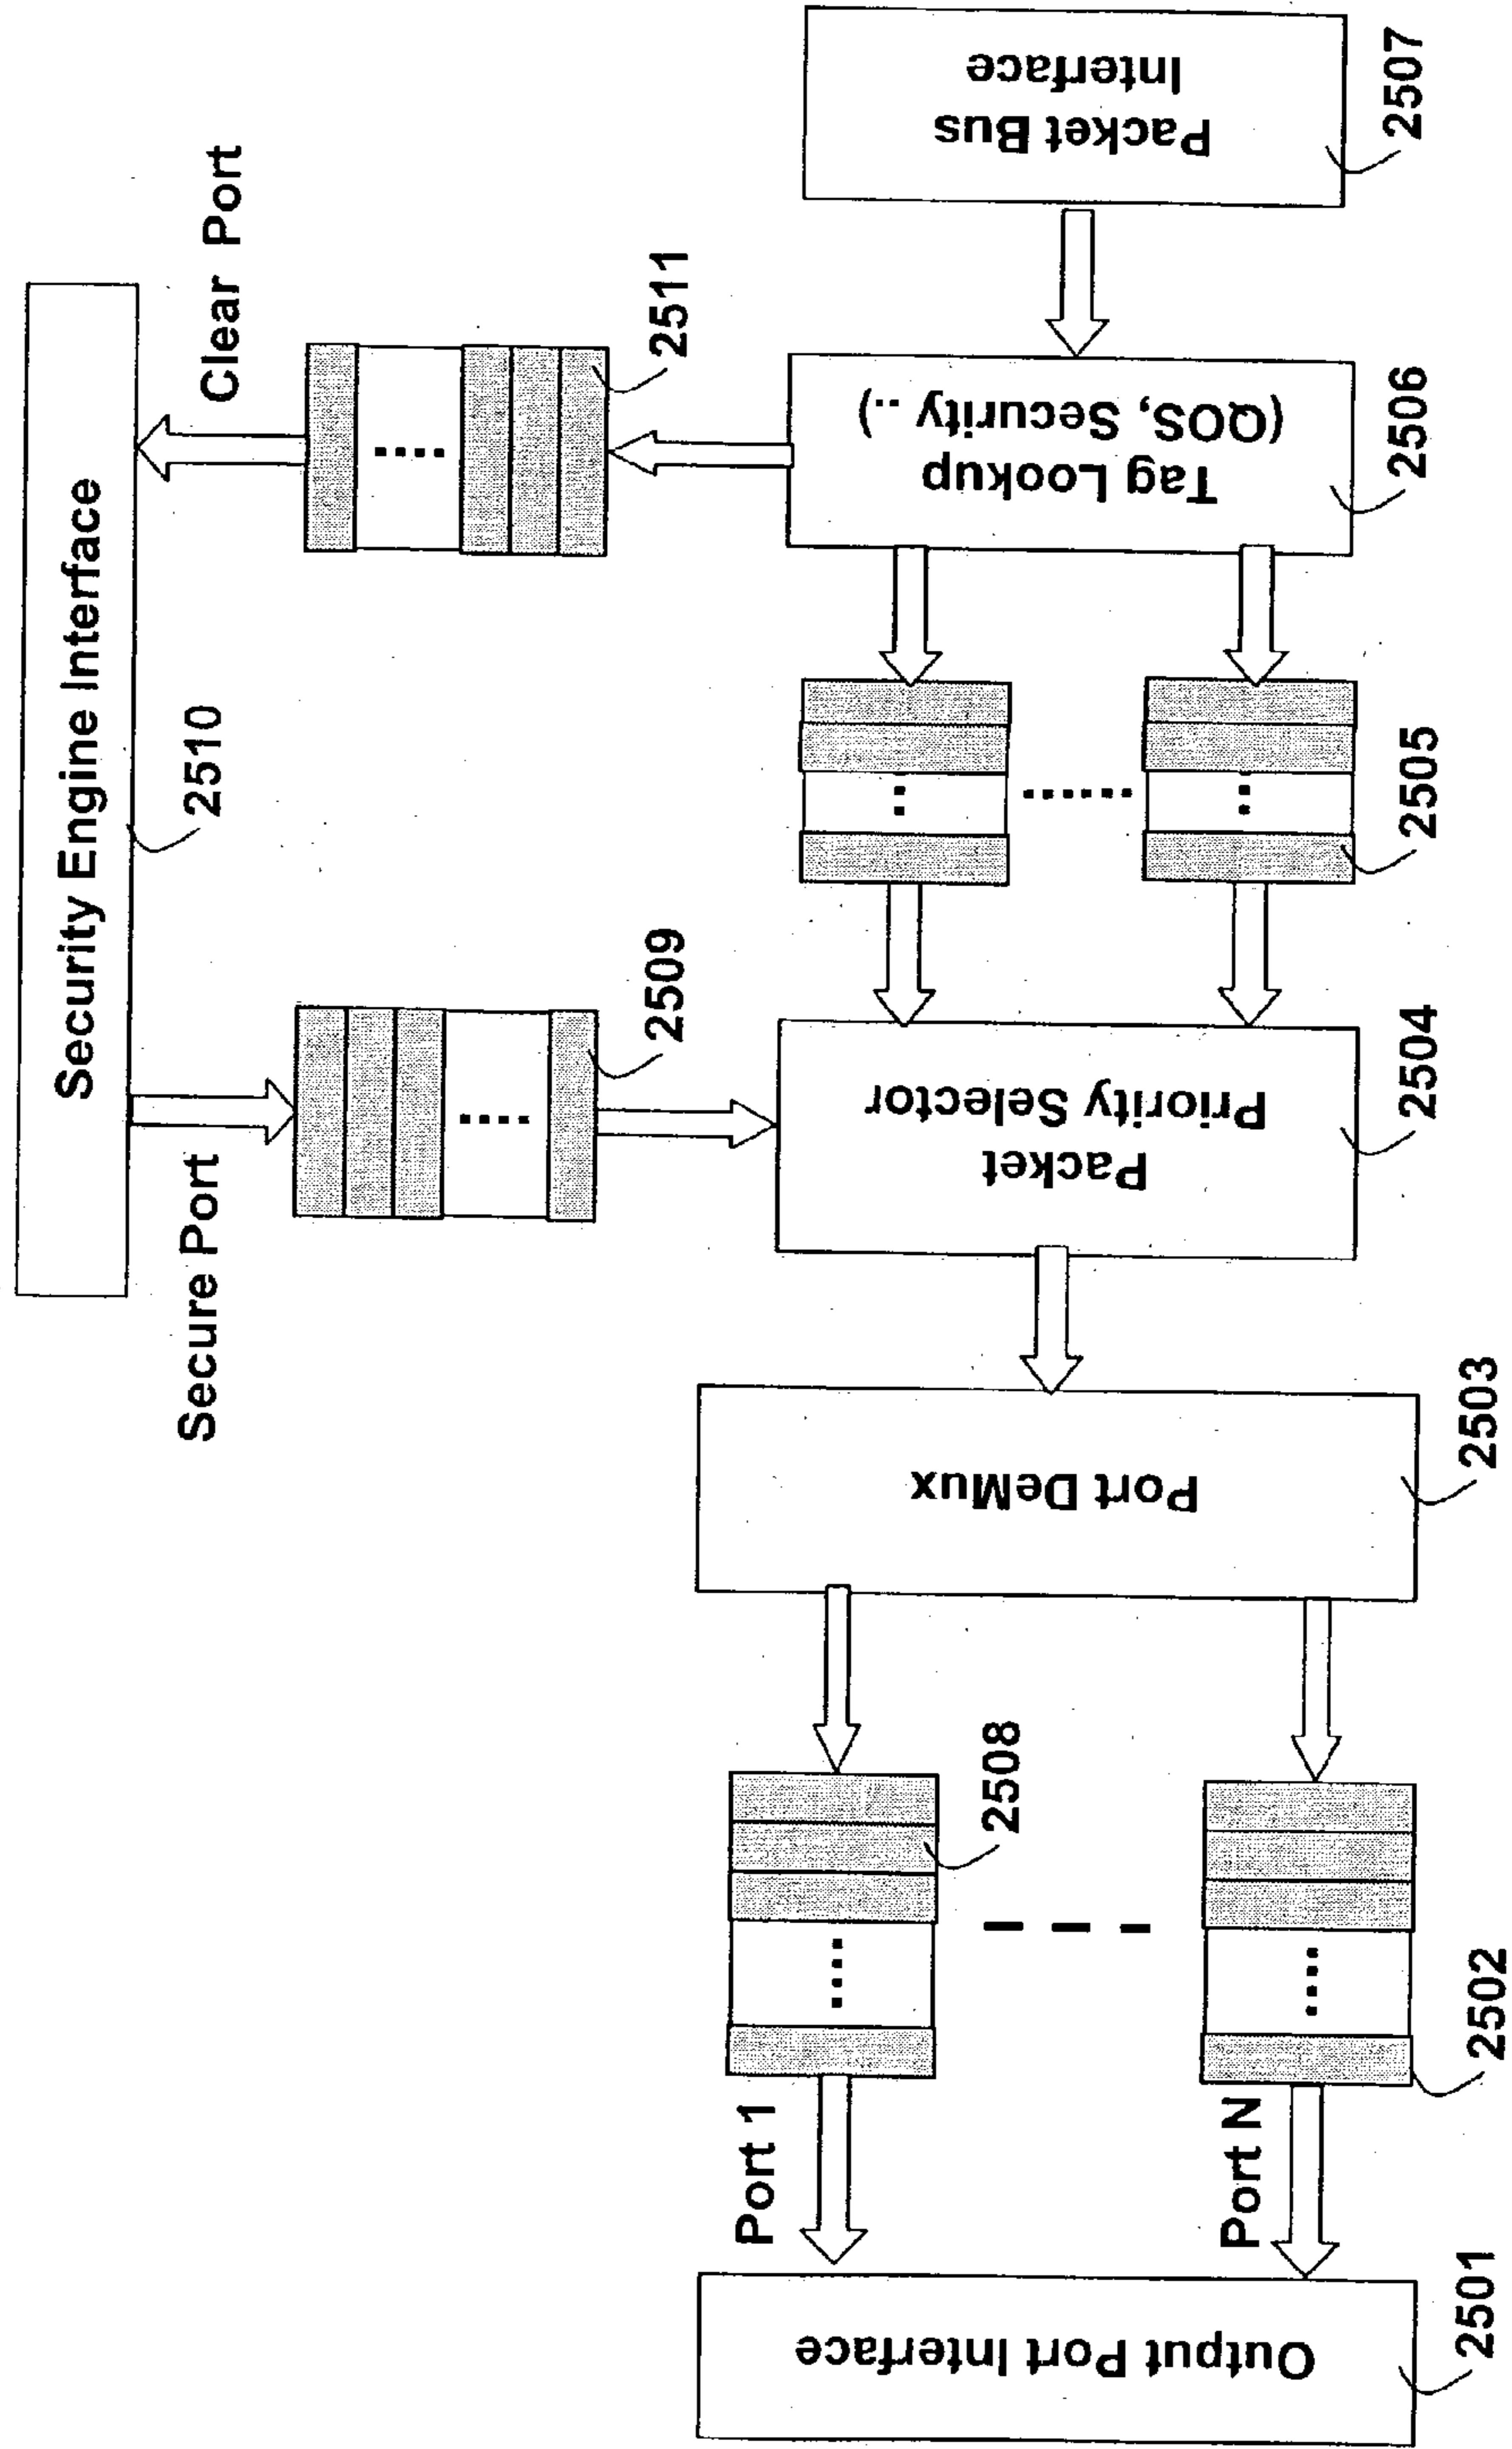 Security Engine Interface
2510
Secure Port
Clear Port
2509
2511
Output Port Interface
2501
Port 1
Port N
2508
2502
Port DeMux
2503
Packet
Priority Selector
2504
2505
Tag Lookup
(QOS, Security ..)
2506
Packet Bus
Interface
2507